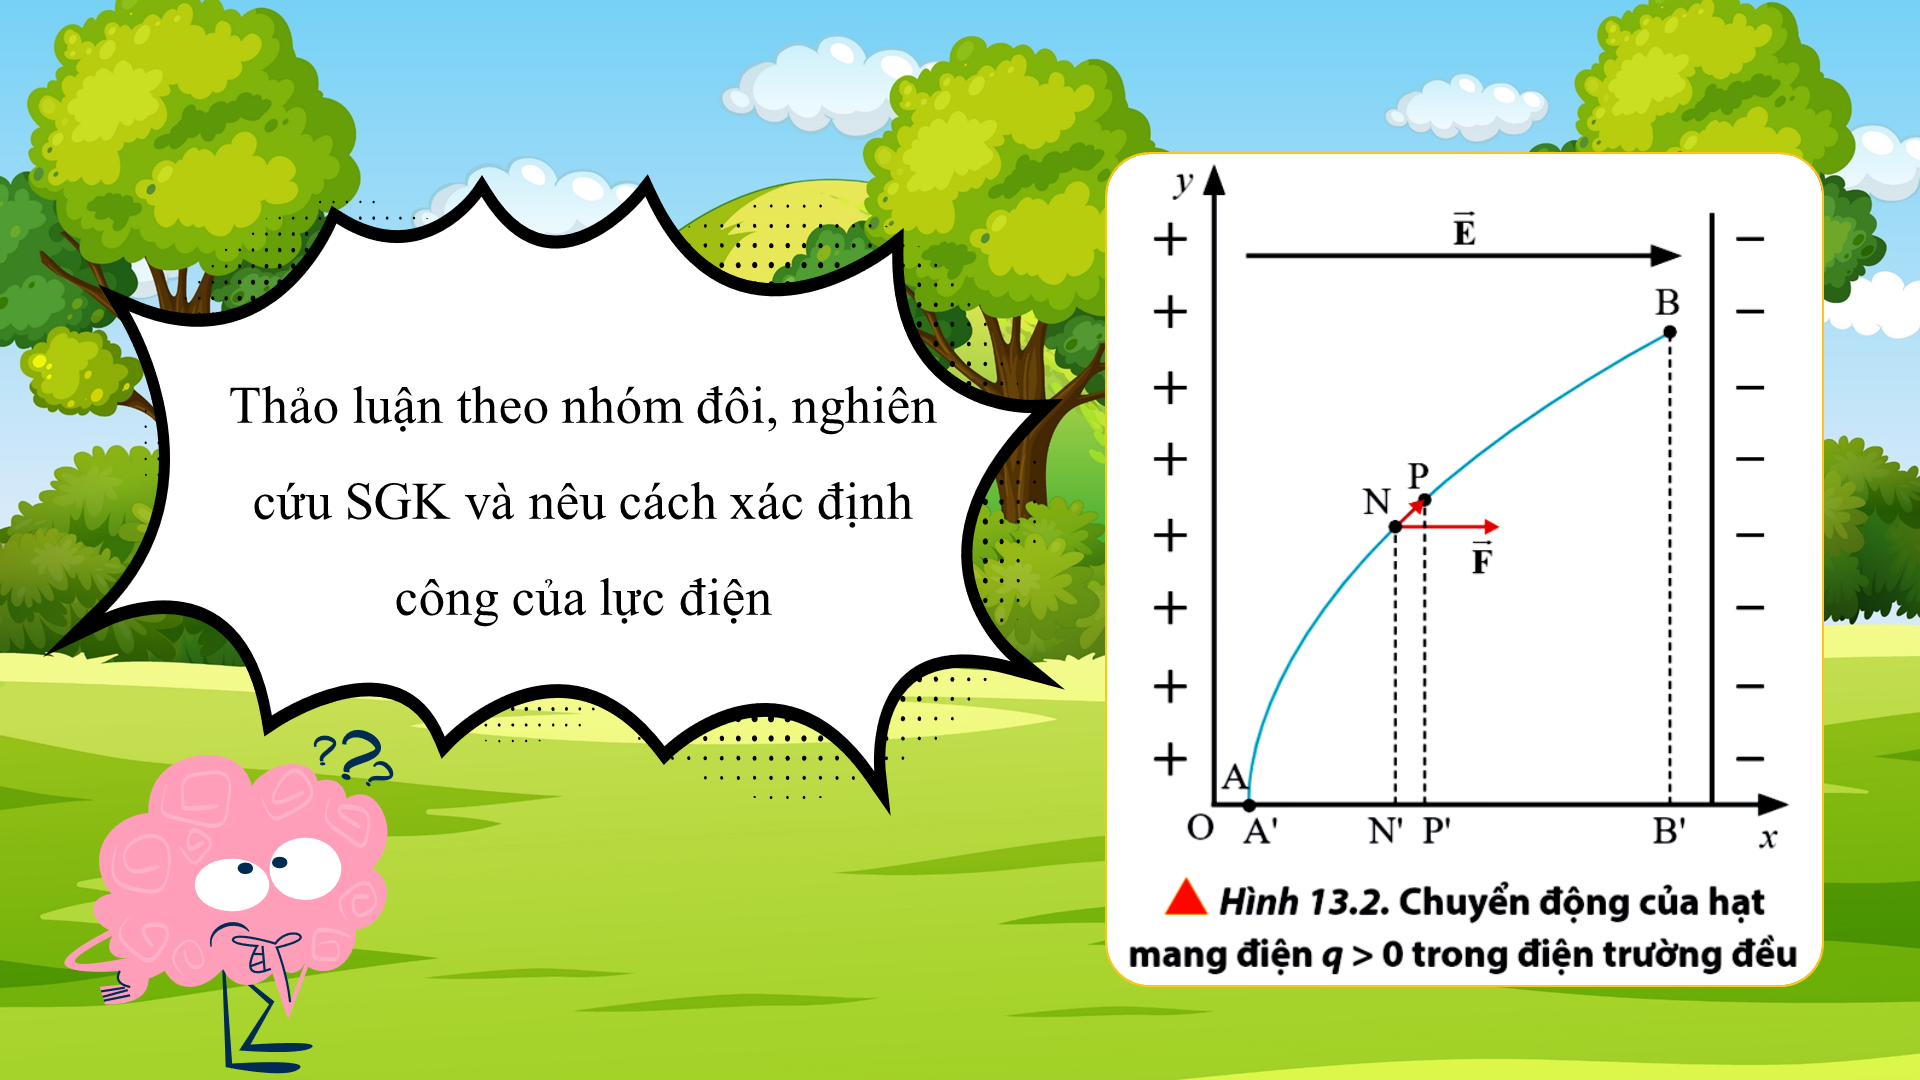 Thảo luận theo nhóm đôi, nghiên
cứu SGK và nêu cách xác định
công của lực điện
??
?
y
+ E⃗ −
+ B −
+ −
+ P −
N
+ F⃗ −
+ −
+ −
+ A −
O A' N' P' B' x
Hình 13.2. Chuyển động của hạt
mang điện q > 0 trong điện trường đều